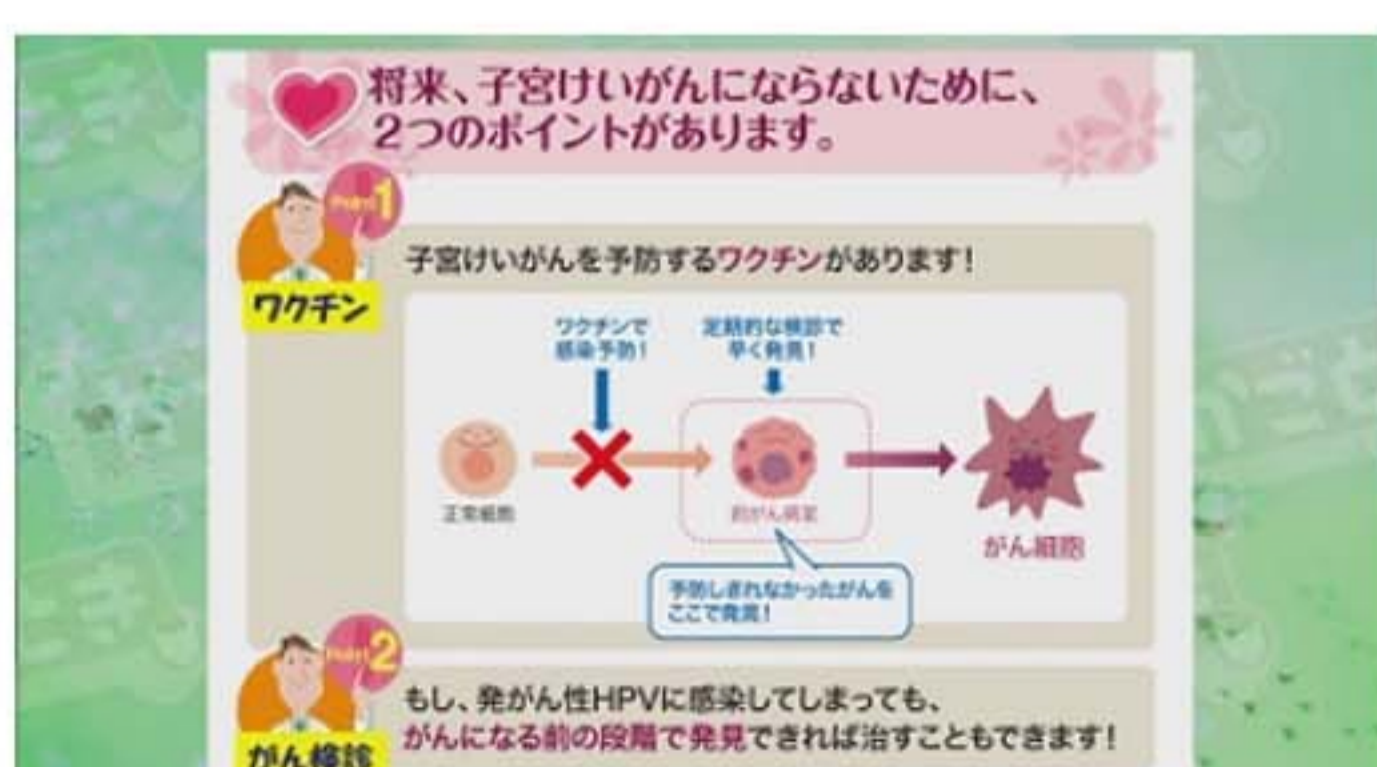 将来、子宮けいがんにならないために、
2つのポイントがあります。
Point 1
ワクチン
子宮けいがんを予防するワクチンがあります!
ワクチンで
感染予防!
定期的な検診で
早く発見!
正常細胞
前がん病変
がん細胞
予防しきれなかったがんを
ここで発見!
Point 2
がん検診
もし、発がん性HPVに感染してしまっても、
がんになる前の段階で発見できれば治すこともできます!